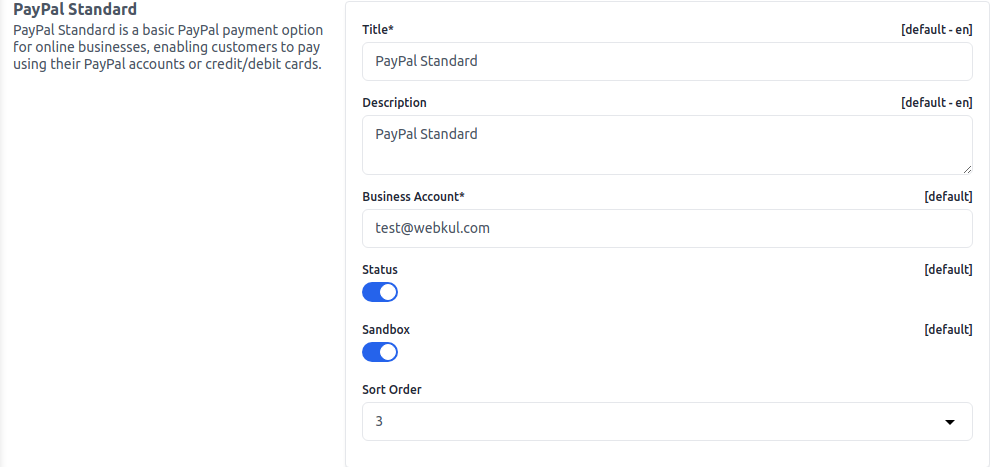 PayPal Standard
PayPal Standard is a basic PayPal payment option
for online businesses, enabling customers to pay
using their PayPal accounts or credit/debit cards.
Title* [default - en]
PayPal Standard
Description [default - en]
PayPal Standard
Business Account* [default]
test@webkul.com
Status [default]
Sandbox [default]
Sort Order
3